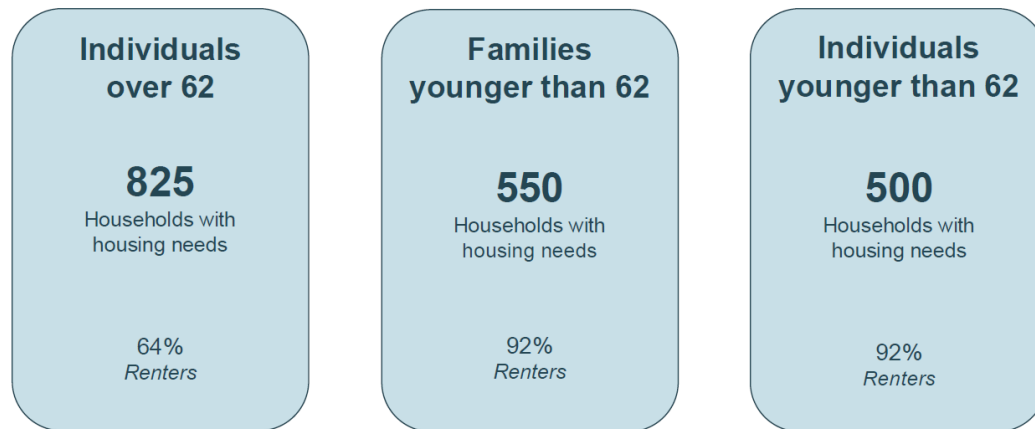 Individuals
over 62
825
Households with
housing needs
64%
Renters
Families
younger than 62
550
Households with
housing needs
92%
Renters
Individuals
younger than 62
500
Households with
housing needs
92%
Renters